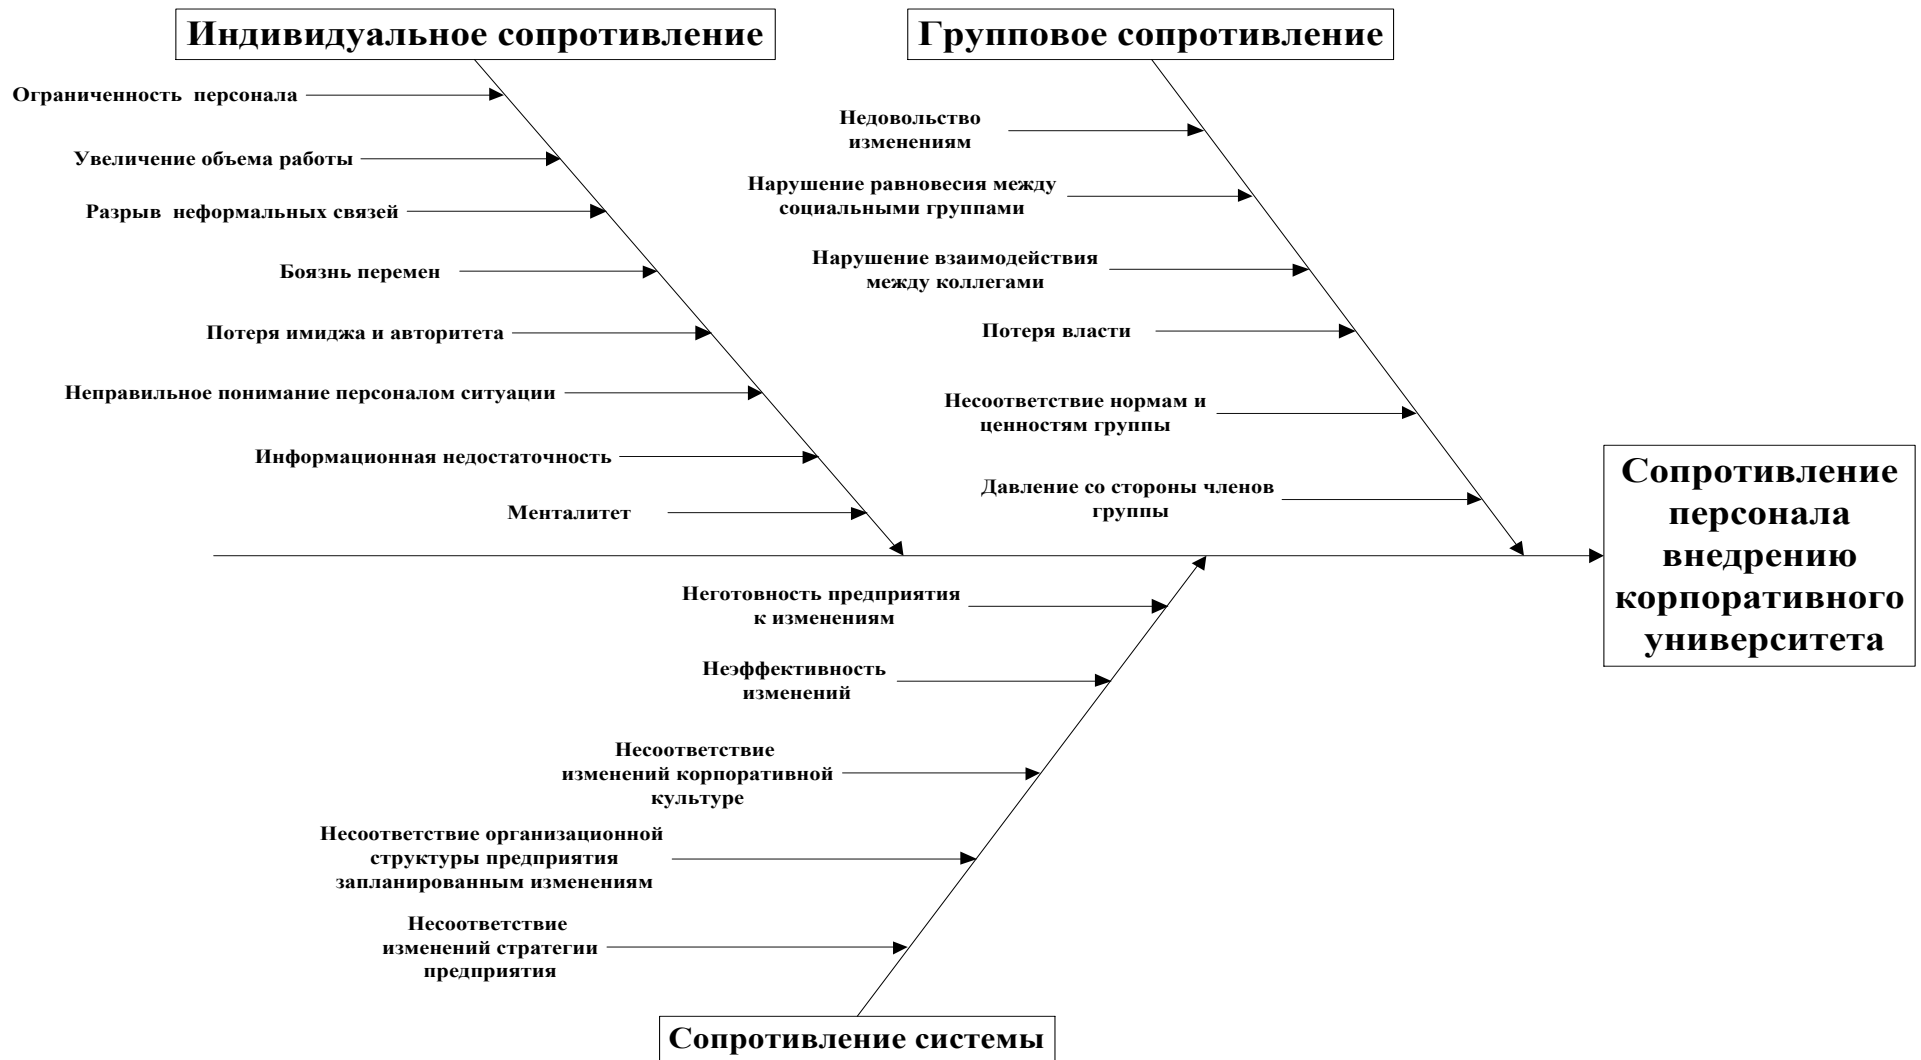 Индивидуальное сопротивление
Ограниченность персонала
Увеличение объема работы
Разрыв неформальных связей
Боязнь перемен
Потеря имиджа и авторитета
Неправильное понимание персоналом ситуации
Информационная недостаточность
Менталитет
Групповое сопротивление
Недовольство
изменениям
Нарушение равновесия между
социальными группами
Нарушение взаимодействия
между коллегами
Потеря власти
Несоответствие нормам и
ценностям группы
Давление со стороны членов
группы
Сопротивление
персонала
внедрению
корпоративного
университета
Неготовность предприятия
к изменениям
Неэффективность
изменений
Несоответствие
изменений корпоративной
культуре
Несоответствие организационной
структуры предприятия
запланированным изменениям
Несоответствие
изменений стратегии
предприятия
Сопротивление системы